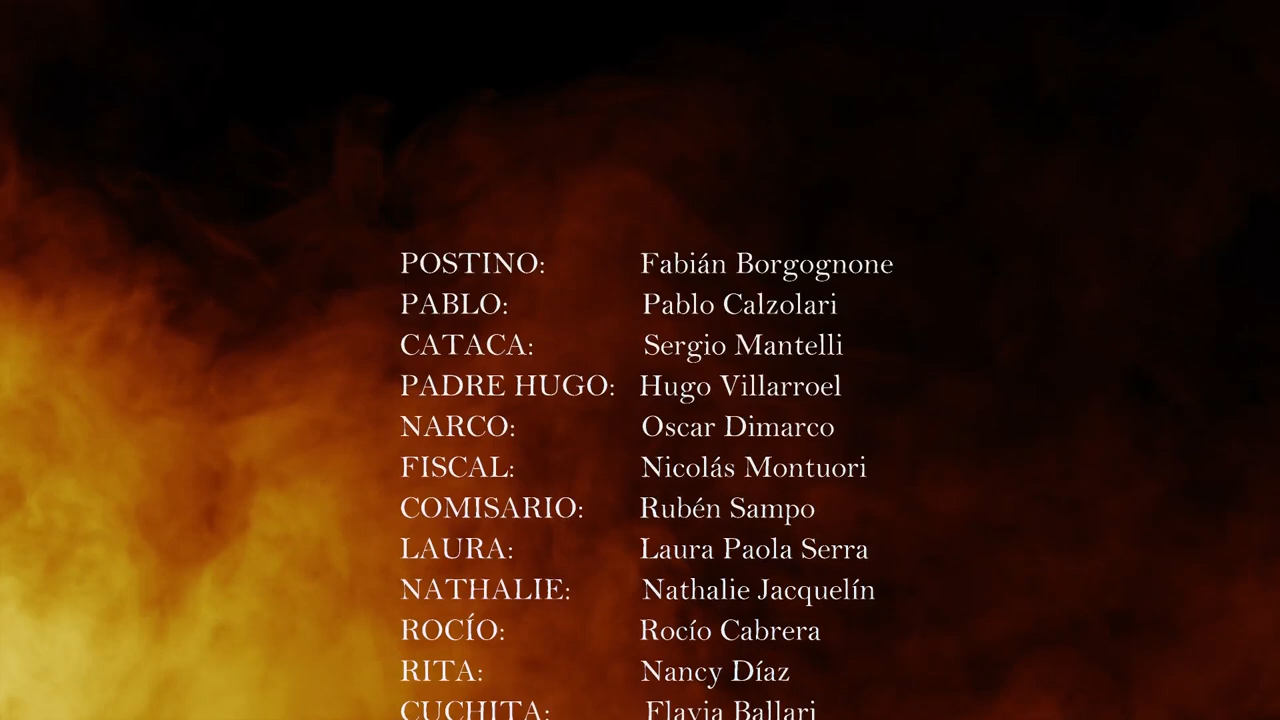 POSTINO: Fabián Borgognone
PABLO: Pablo Calzolari
CATACA: Sergio Mantelli
PADRE HUGO: Hugo Villarroel
NARCO: Oscar Dimarco
FISCAL: Nicolás Montuori
COMISARIO: Rubén Sampo
LAURA: Laura Paola Serra
NATHALIE: Nathalie Jacquelín
ROCÍO: Rocío Cabrera
RITA: Nancy Díaz
CUCHITA: Flavia Ballari